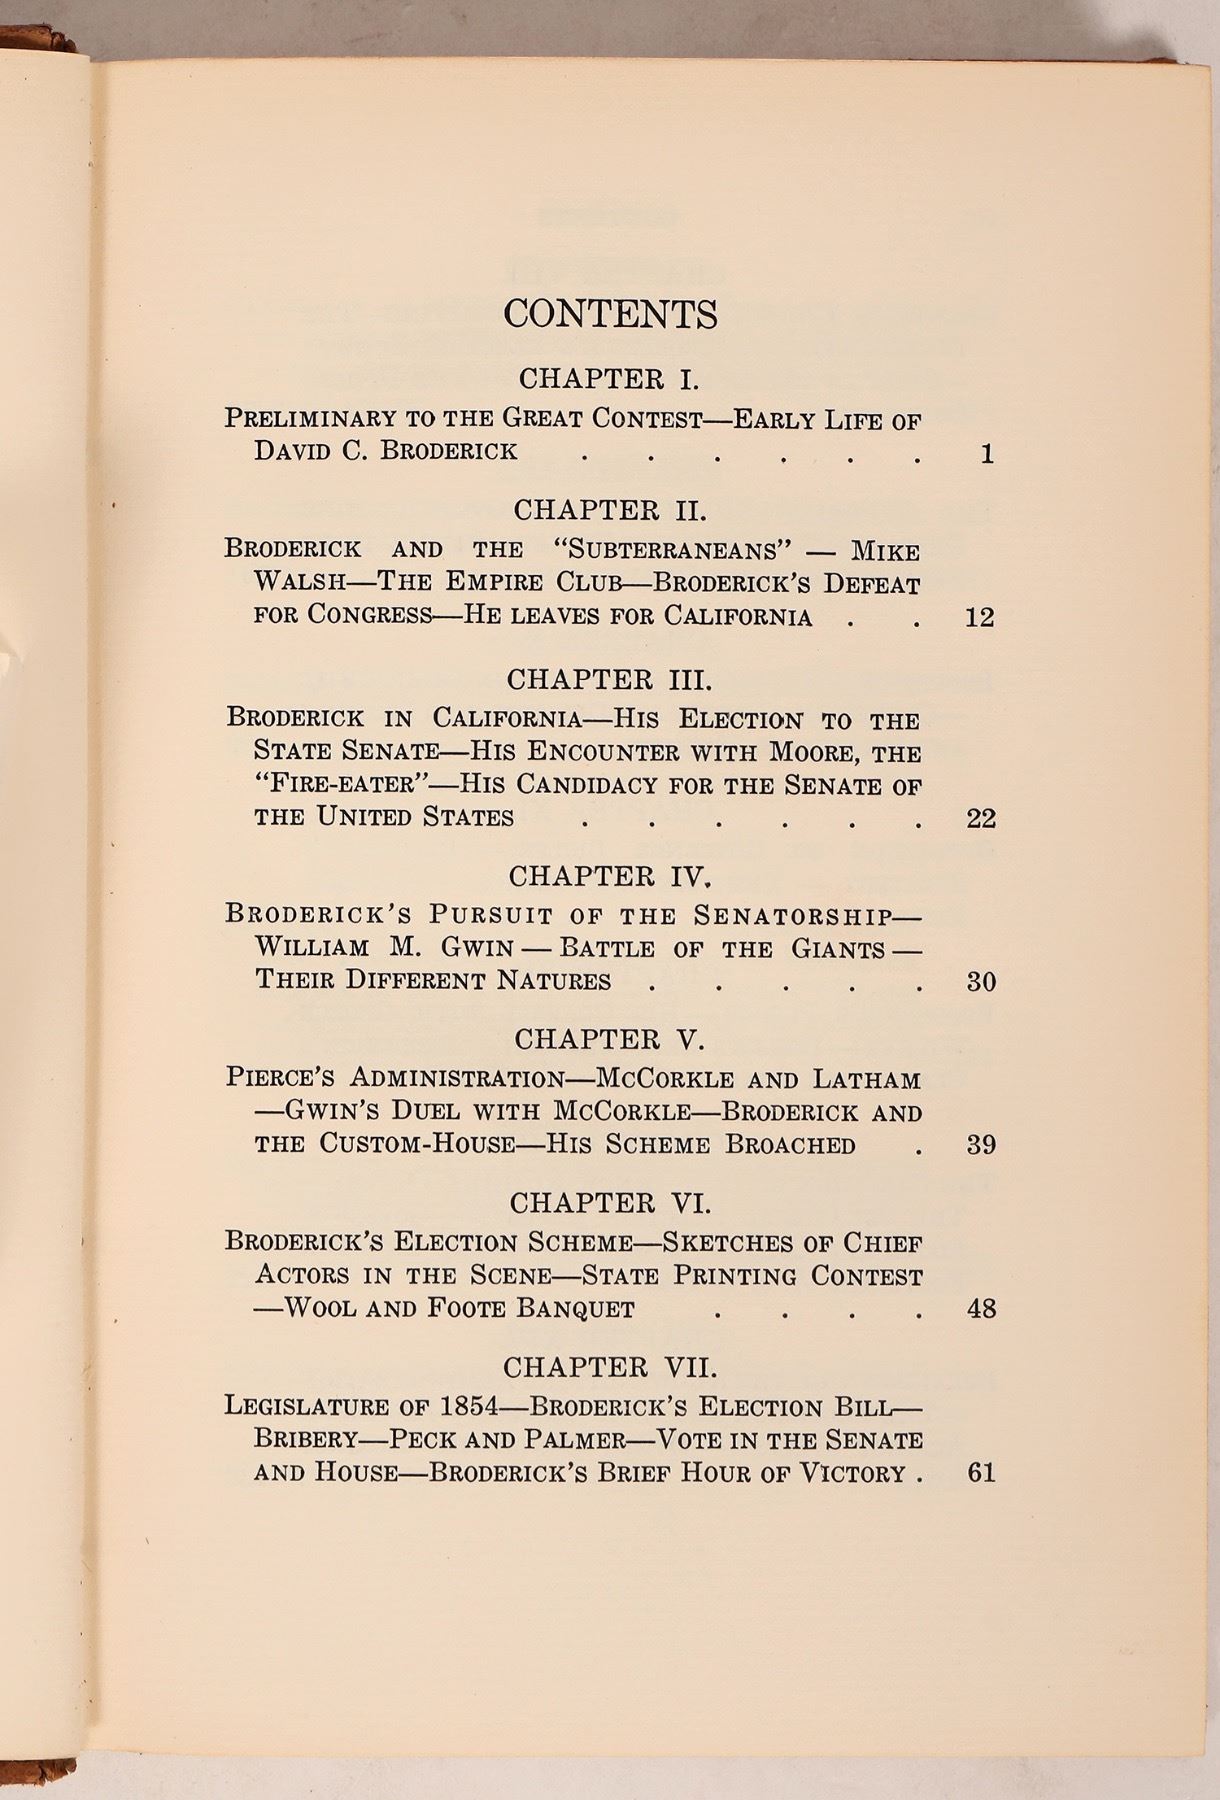 CONTENTS
CHAPTER I.
PRELIMINARY TO THE GREAT CONTEST—EARLY LIFE OF
DAVID C. BRODERICK . . . . . . 1
CHAPTER II.
BRODERICK AND THE “SUBTERRANEANS” — MIKE
WALSH—THE EMPIRE CLUB—BRODERICK’S DEFEAT
FOR CONGRESS—HE LEAVES FOR CALIFORNIA . . 12
CHAPTER III.
BRODERICK IN CALIFORNIA—HIS ELECTION TO THE
STATE SENATE—HIS ENCOUNTER WITH MOORE, THE
“FIRE-EATER”—HIS CANDIDACY FOR THE SENATE OF
THE UNITED STATES . . . . . . 22
CHAPTER IV.
BRODERICK’S PURSUIT OF THE SENATORSHIP—
WILLIAM M. GWIN — BATTLE OF THE GIANTS —
THEIR DIFFERENT NATURES . . . . . 30
CHAPTER V.
PIERCE’S ADMINISTRATION—MCCORKLE AND LATHAM
—GWIN’S DUEL WITH MCCORKLE—BRODERICK AND
THE CUSTOM-HOUSE—HIS SCHEME BROACHED . 39
CHAPTER VI.
BRODERICK’S ELECTION SCHEME—SKETCHES OF CHIEF
ACTORS IN THE SCENE—STATE PRINTING CONTEST
—WOOL AND FOOTE BANQUET . . . . 48
CHAPTER VII.
LEGISLATURE OF 1854—BRODERICK’S ELECTION BILL—
BRIBERY—PECK AND PALMER—VOTE IN THE SENATE
AND HOUSE—BRODERICK’S BRIEF HOUR OF VICTORY . 61